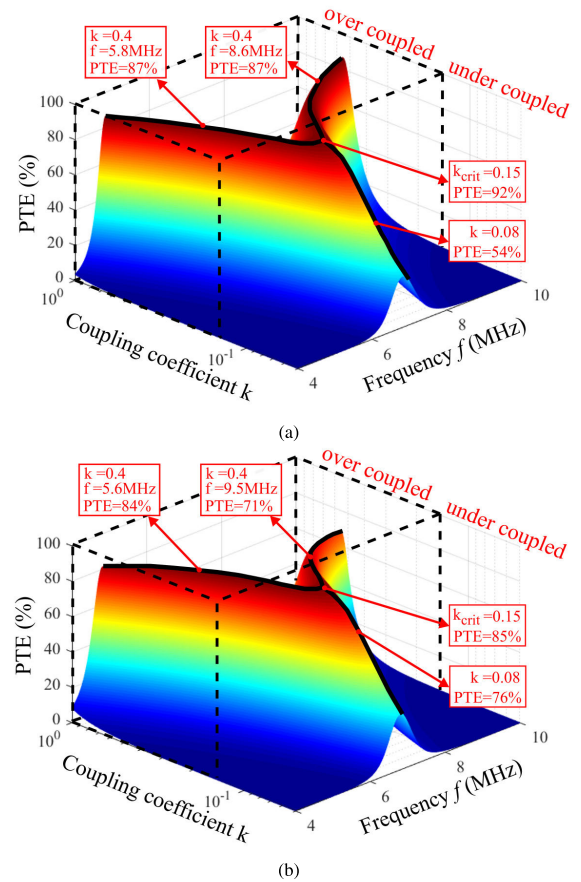 k =0.4
f =5.8MHz
PTE=87%
k =0.4
f =8.6MHz
PTE=87%
over coupled
under coupled
k_crit =0.15
PTE=92%
k =0.08
PTE=54%
PTE (%)
100
80
60
40
20
0
10^0
10^-1
Coupling coefficient k
4
6
8
10
Frequency f (MHz)
(a)
k =0.4
f =5.6MHz
PTE=84%
k =0.4
f =9.5MHz
PTE=71%
over coupled
under coupled
k_crit =0.15
PTE=85%
k =0.08
PTE=76%
PTE (%)
100
80
60
40
20
0
10^0
10^-1
Coupling coefficient k
4
6
8
10
Frequency f (MHz)
(b)